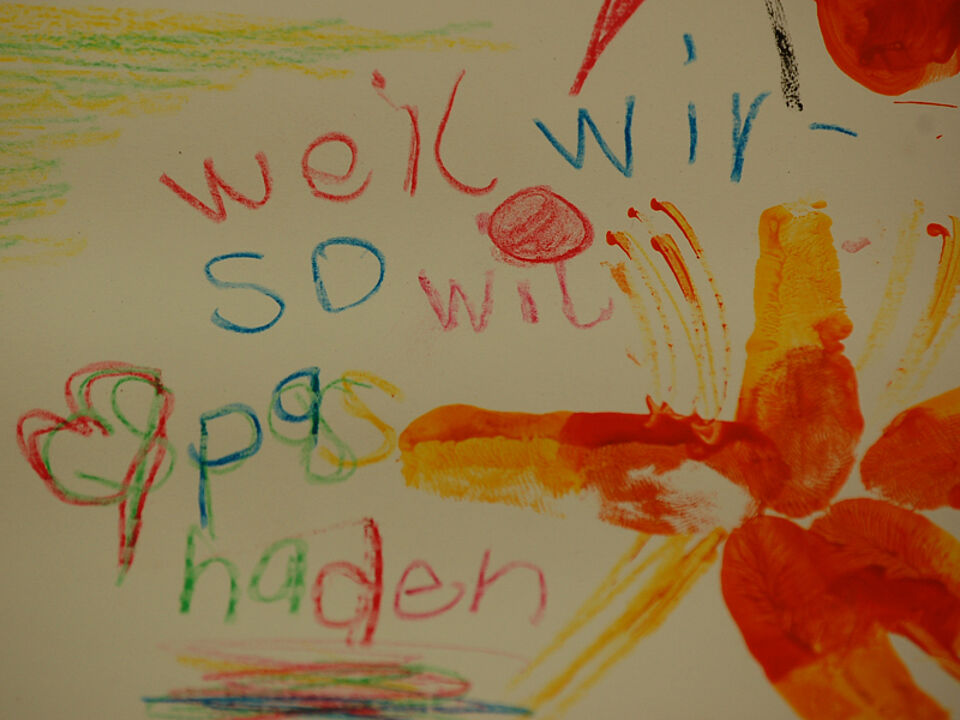 weil wir-
so wil
pas
haden